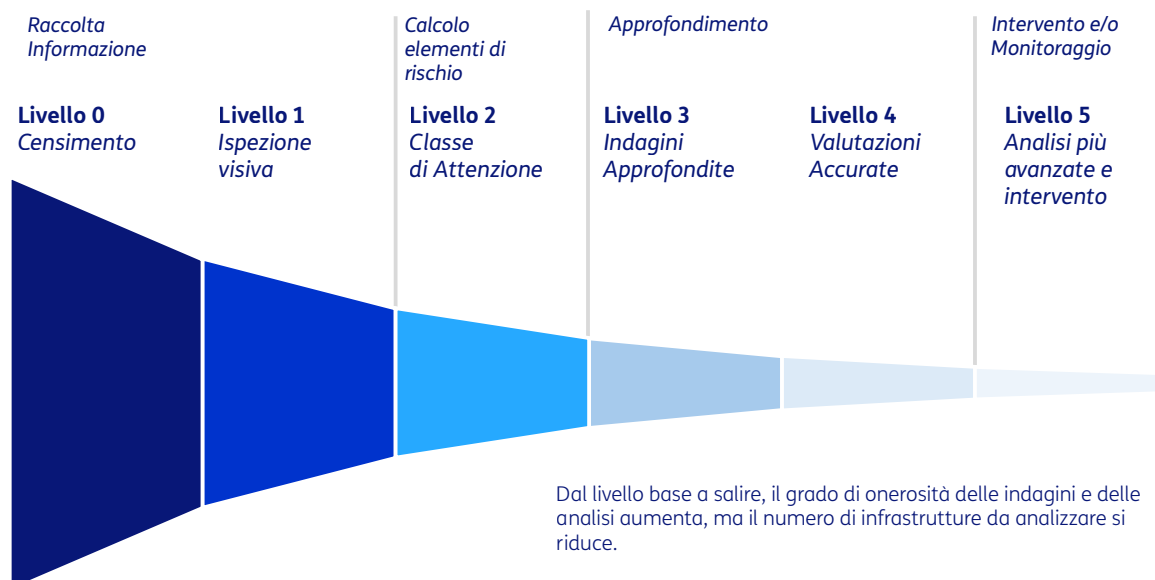 Raccolta
Informazione
Calcolo
elementi di
rischio
Approfondimento
Intervento e/o
Monitoraggio
Livello 0
Censimento
Livello 1
Ispezione
visiva
Livello 2
Classe
di Attenzione
Livello 3
Indagini
Approfondite
Livello 4
Valutazioni
Accurate
Livello 5
Analisi più
avanzate e
intervento
Dal livello base a salire, il grado di onerosità delle indagini e delle
analisi aumenta, ma il numero di infrastrutture da analizzare si
riduce.